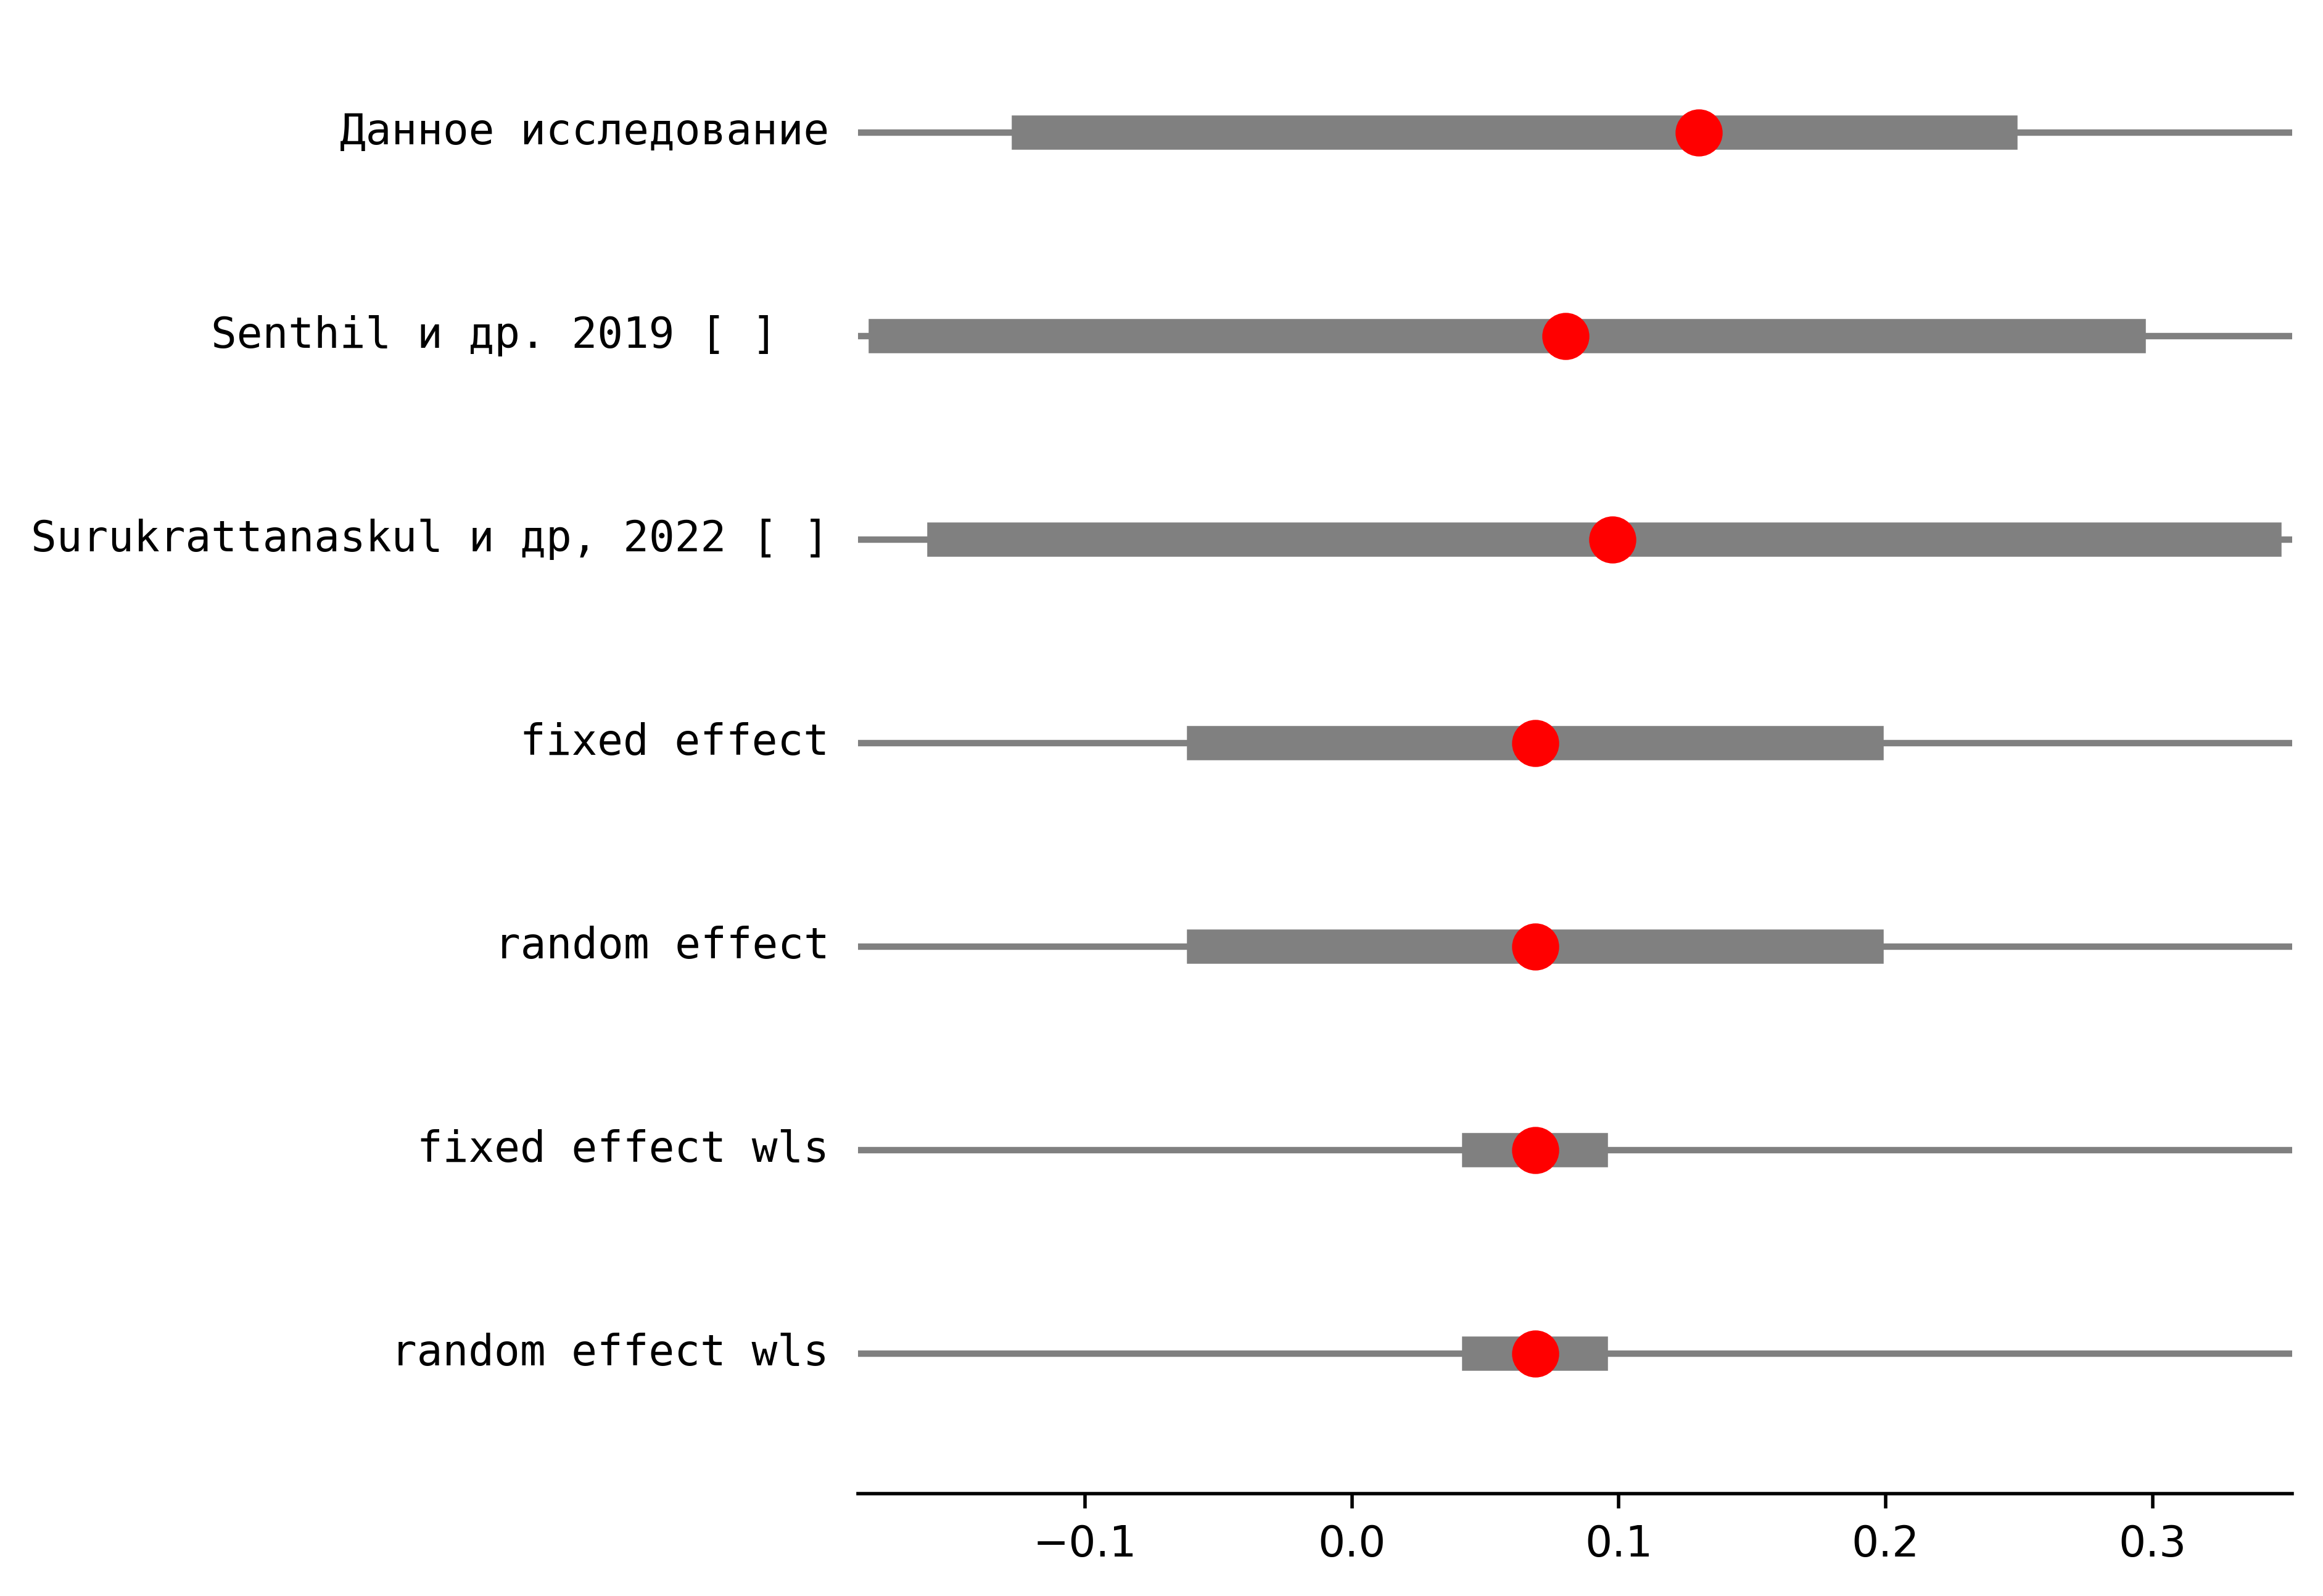 Данное исследование
Senthil и др. 2019 [ ]
Surukrattanaskul и др, 2022 [ ]
fixed effect
random effect
fixed effect wls
random effect wls
−0.1 0.0 0.1 0.2 0.3